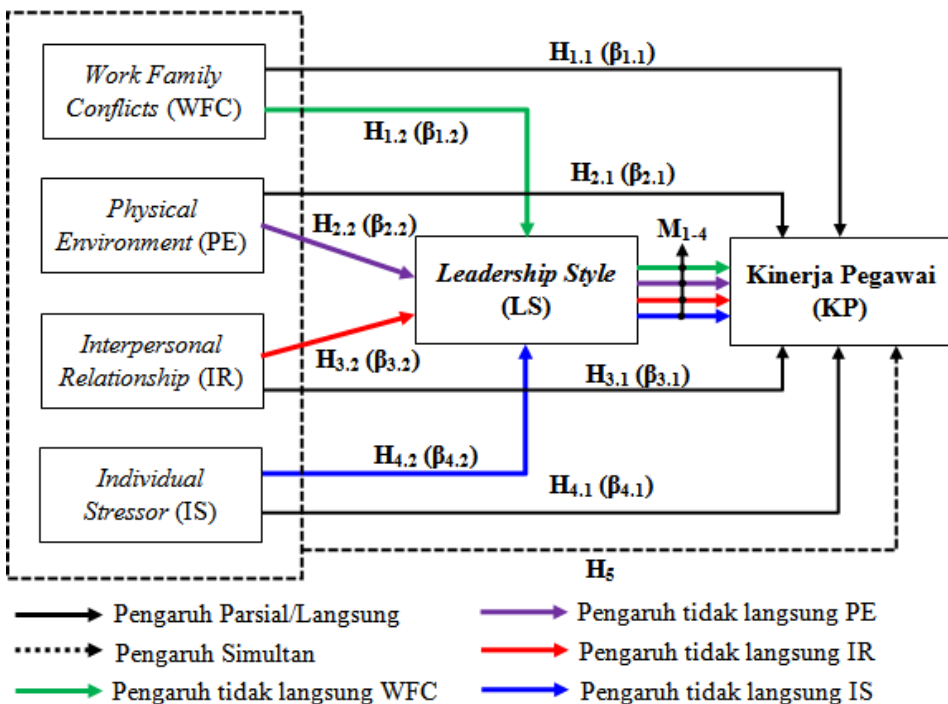 H1.1 (β1.1)
Work Family
Conflicts (WFC)
H1.2 (β1.2)
H2.1 (β2.1)
Physical
Environment (PE)
H2.2 (β2.2)
M1-4
Leadership Style
(LS)
Kinerja Pegawai
(KP)
Interpersonal
Relationship (IR)
H3.2 (β3.2)
H3.1 (β3.1)
H4.2 (β4.2)
Individual
Stressor (IS)
H4.1 (β4.1)
H5
Pengaruh Parsial/Langsung
Pengaruh Simultan
Pengaruh tidak langsung WFC
Pengaruh tidak langsung PE
Pengaruh tidak langsung IR
Pengaruh tidak langsung IS